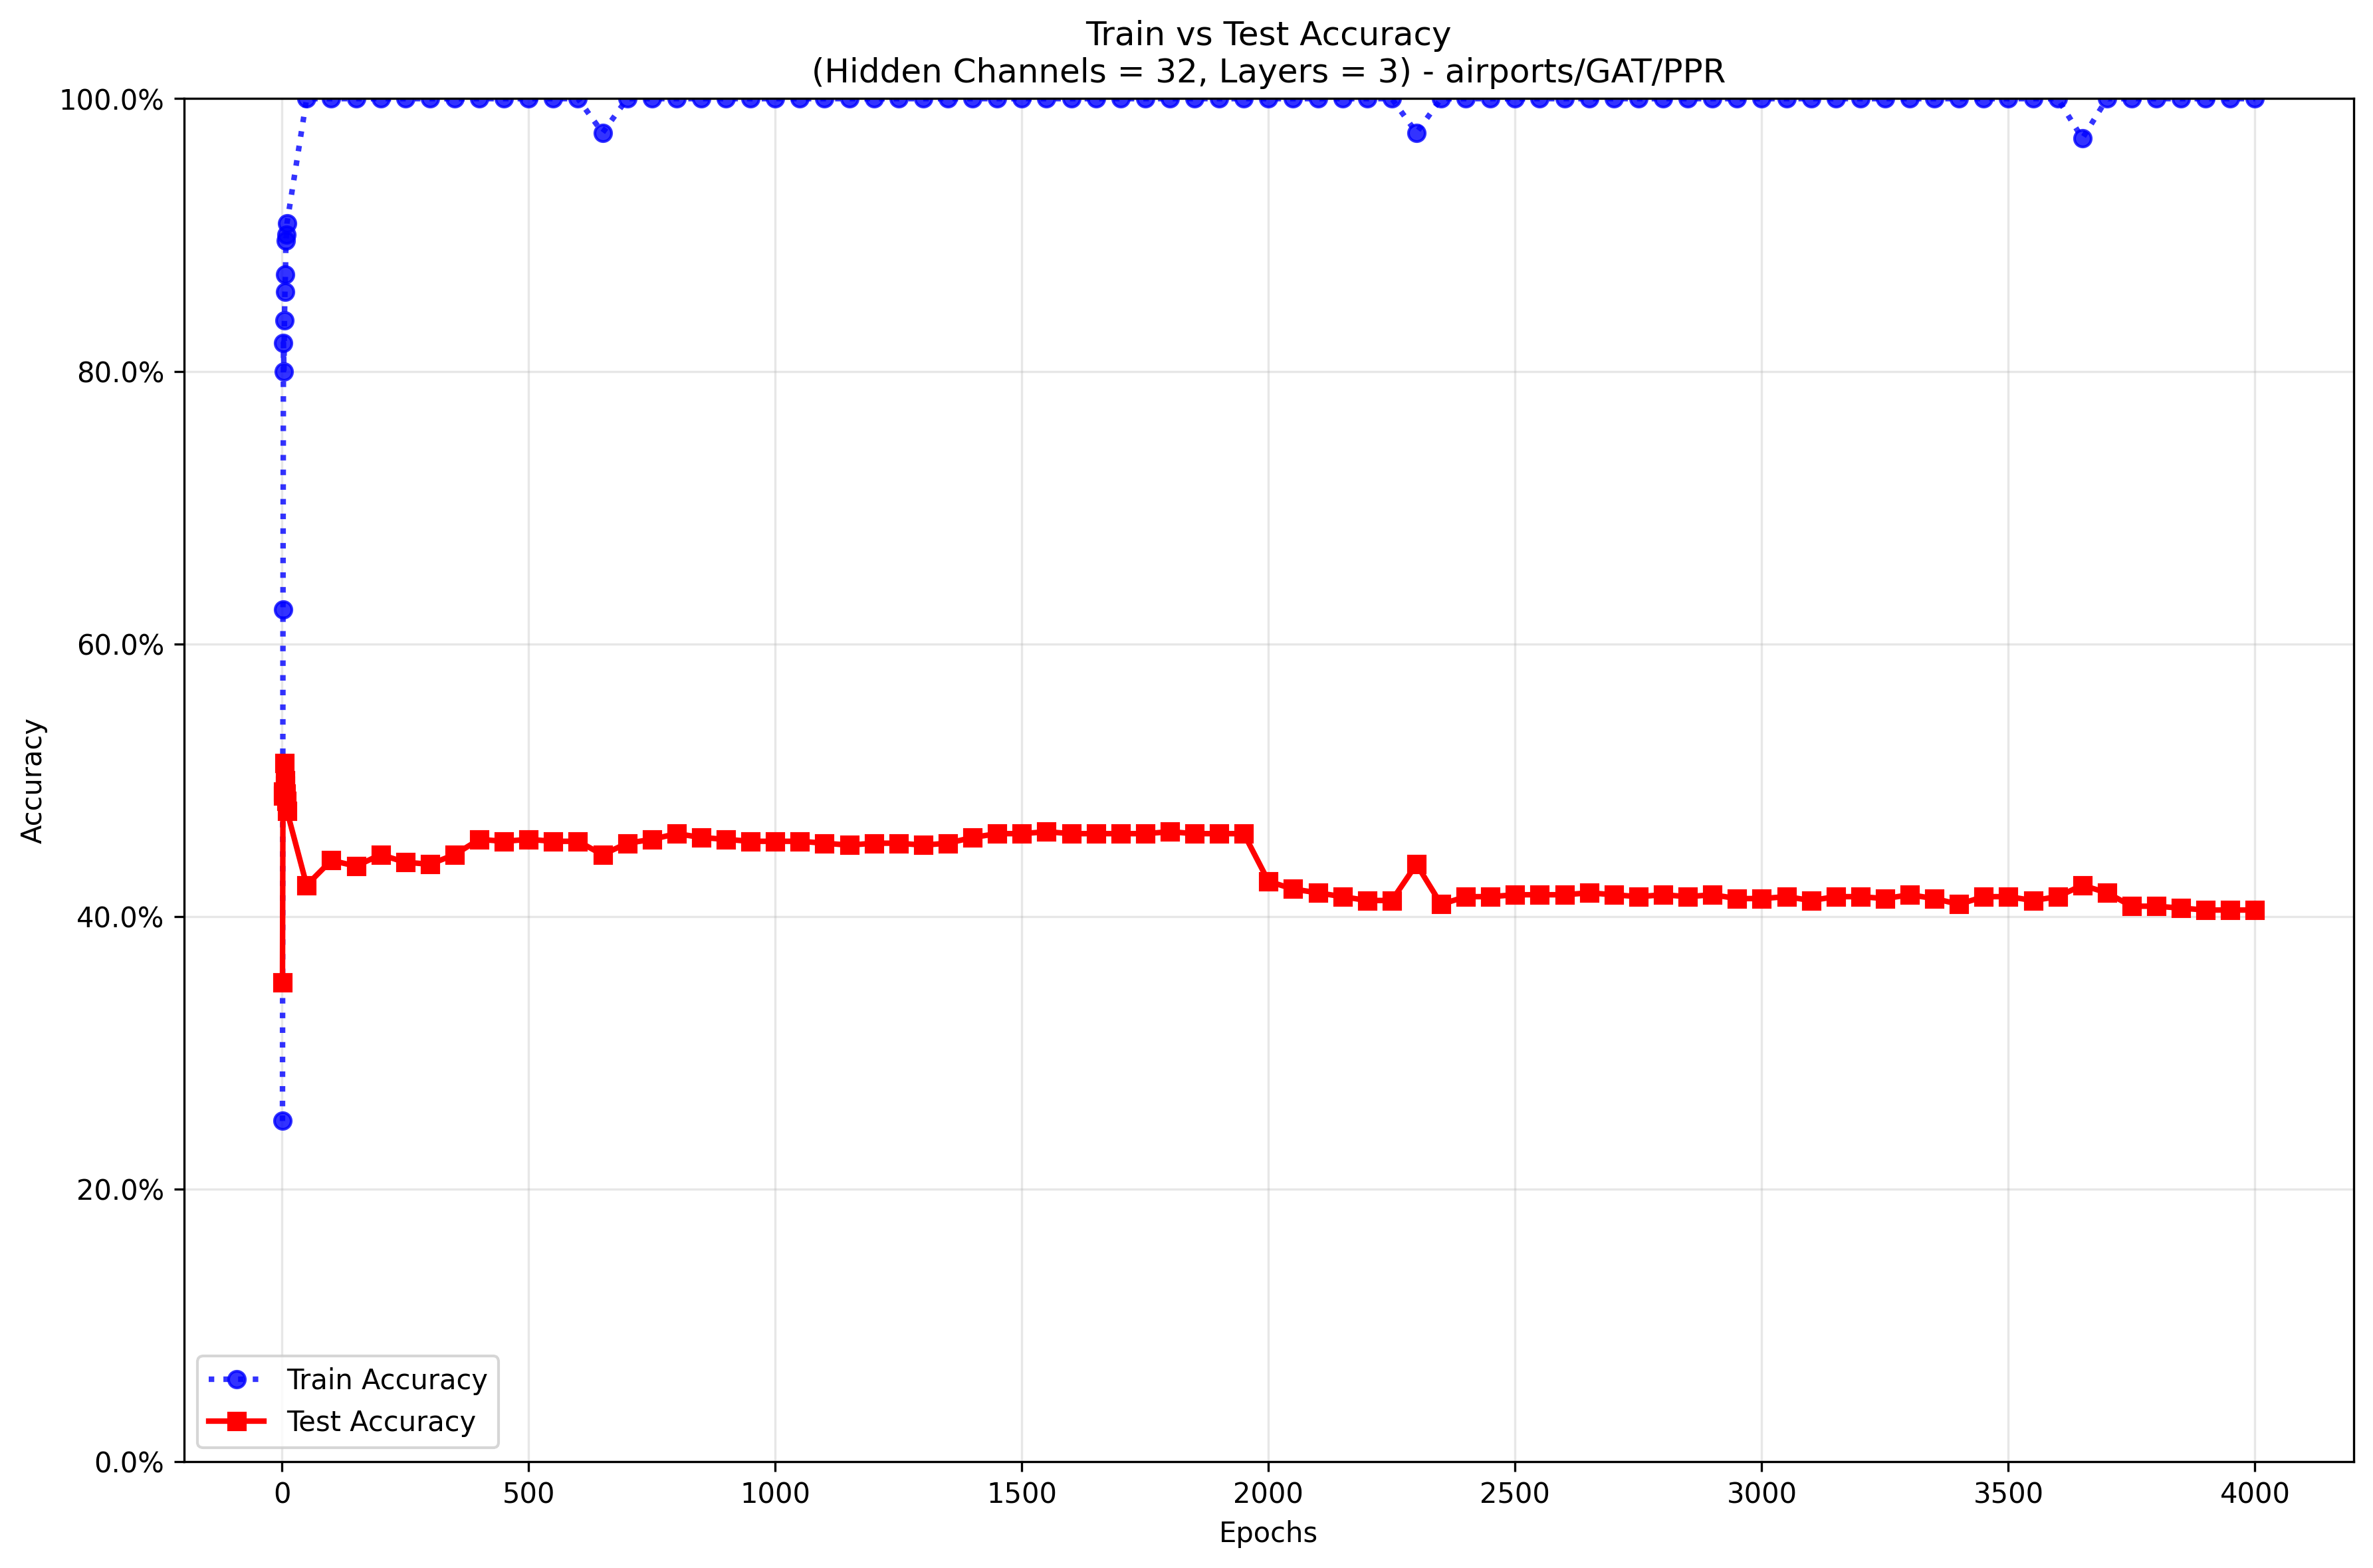 Train vs Test Accuracy
(Hidden Channels = 32, Layers = 3) - airports/GAT/PPR
100.0%
80.0%
60.0%
40.0%
20.0%
0.0%
Accuracy
Train Accuracy
Test Accuracy
0 500 1000 1500 2000 2500 3000 3500 4000
Epochs